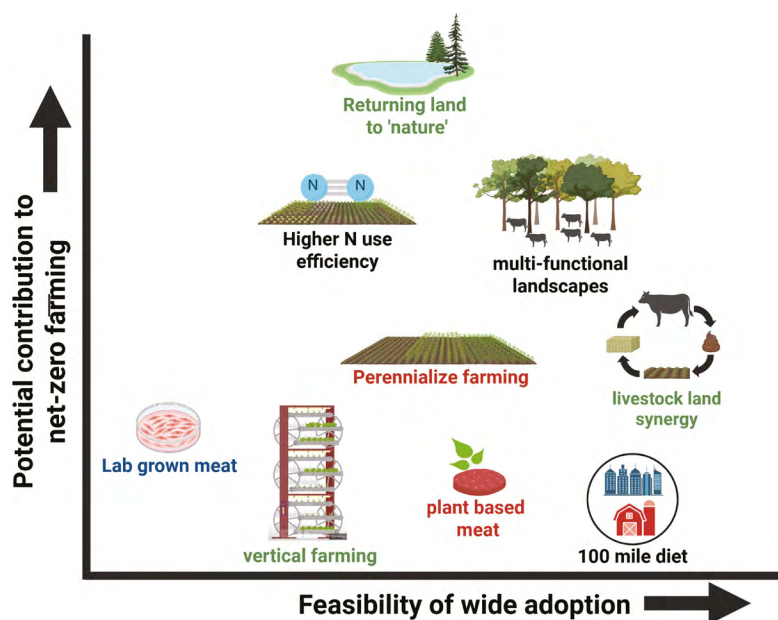 Returning land
to 'nature'
N N
Higher N use
efficiency
multi-functional
landscapes
Perennialize farming
livestock land
synergy
Lab grown meat
vertical farming
plant based
meat
100 mile diet
Potential contribution to
net-zero farming
Feasibility of wide adoption